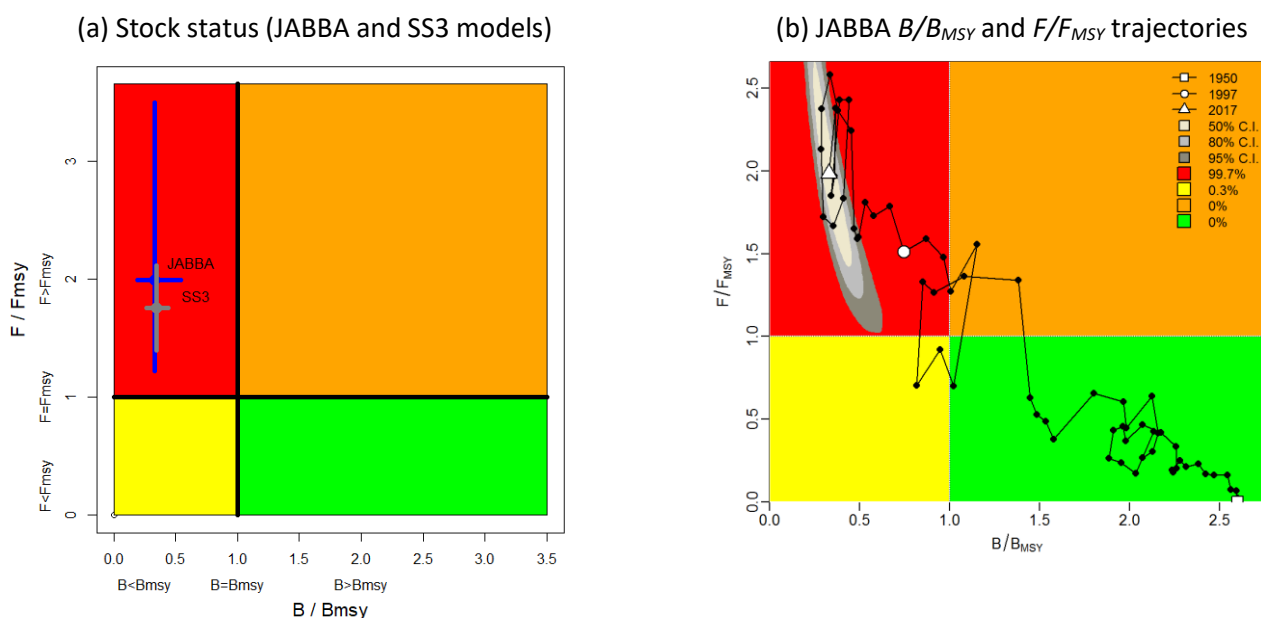 (a) Stock status (JABBA and SS3 models)
3
2
1
0
F / Fmsy
F>Fmsy
F=Fmsy
F<Fmsy
JABBA
SS3
0.0 0.5 1.0 1.5 2.0 2.5 3.0 3.5
B<Bmsy B=Bmsy B>Bmsy
B / Bmsy
(b) JABBA B/BMSY and F/FMSY trajectories
2.5
2.0
1.5
1.0
0.5
0.0
F/FMSY
1950
1997
2017
50% C.I.
80% C.I.
95% C.I.
99.7%
0.3%
0%
0%
0.0 0.5 1.0 1.5 2.0 2.5
B/BMSY